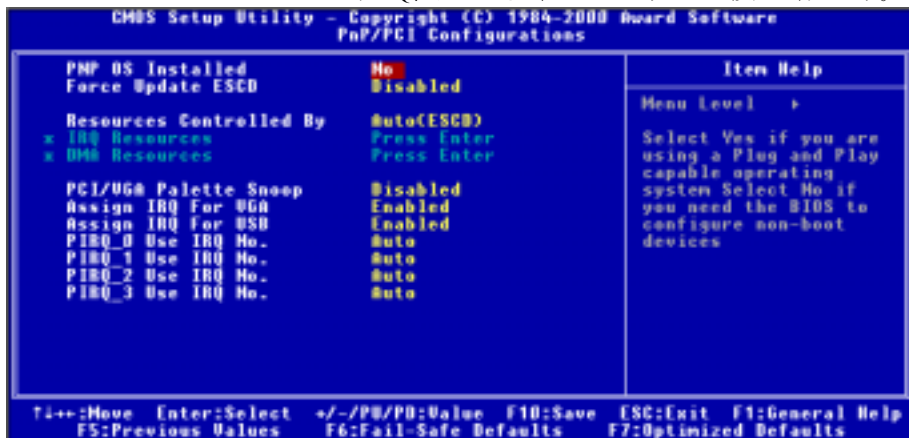 CMOS Setup Utility - Copyright (C) 1984-2000 Award Software
PnP/PCI Configurations
PNP OS Installed No
Force Update ESCD Disabled
Resources Controlled By Auto(ESCD)
x IRQ Resources Press Enter
x DMA Resources Press Enter
PCI/VGA Palette Snoop Disabled
Assign IRQ For VGA Enabled
Assign IRQ For USB Enabled
PIRQ_0 Use IRQ No. Auto
PIRQ_1 Use IRQ No. Auto
PIRQ_2 Use IRQ No. Auto
PIRQ_3 Use IRQ No. Auto
Item Help
Menu Level ▸
Select Yes if you are
using a Plug and Play
capable operating
system Select No if
you need the BIOS to
configure non-boot
devices
↑↓→←:Move Enter:Select +/-/PU/PD:Value F10:Save ESC:Exit F1:General Help
F5:Previous Values F6:Fail-Safe Defaults F7:Optimized Defaults